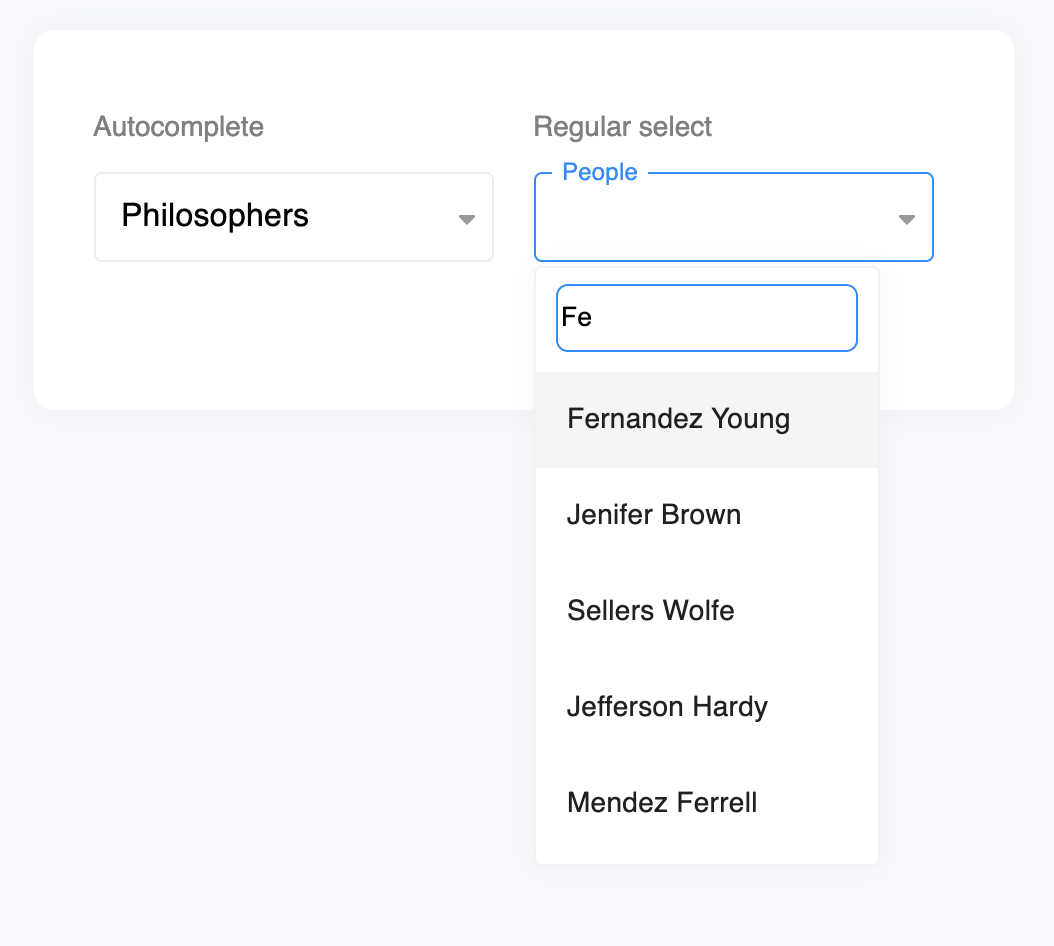 Autocomplete
Philosophers
Regular select
People
Fe
Fernandez Young
Jenifer Brown
Sellers Wolfe
Jefferson Hardy
Mendez Ferrell